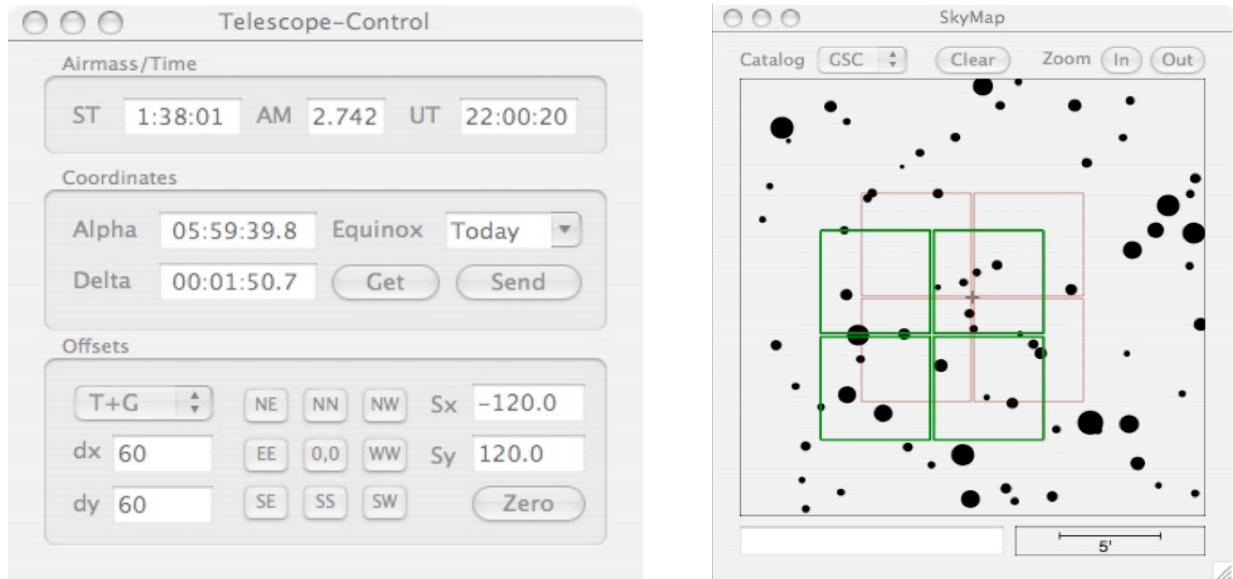 Telescope-Control
Airmass/Time
ST 1:38:01 AM 2.742 UT 22:00:20
Coordinates
Alpha 05:59:39.8 Equinox Today
Delta 00:01:50.7 Get Send
Offsets
T+G NE NN NW Sx -120.0
dx 60 EE 0,0 WW Sy 120.0
dy 60 SE SS SW Zero
SkyMap
Catalog GSC Clear Zoom In Out
5'